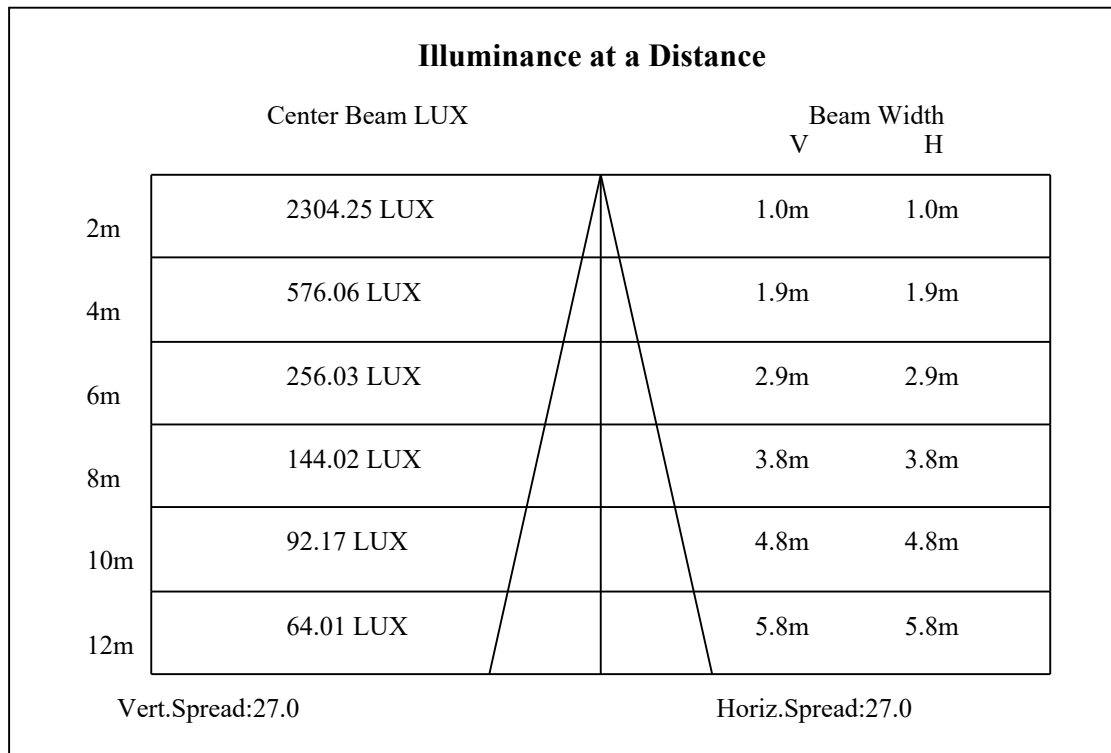 Illuminance at a Distance
Center Beam LUX Beam Width
V H
2m 2304.25 LUX 1.0m 1.0m
4m 576.06 LUX 1.9m 1.9m
6m 256.03 LUX 2.9m 2.9m
8m 144.02 LUX 3.8m 3.8m
10m 92.17 LUX 4.8m 4.8m
12m 64.01 LUX 5.8m 5.8m
Vert.Spread:27.0 Horiz.Spread:27.0